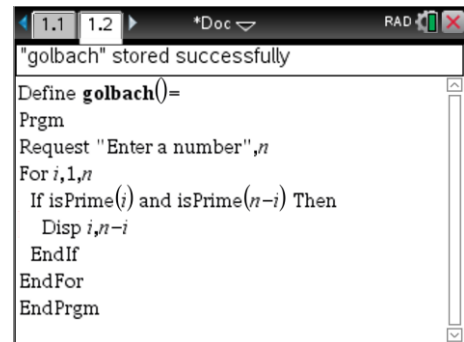 1.1 1.2 *Doc RAD
"golbach" stored successfully
Define golbach()=
Prgm
Request "Enter a number",n
For i,1,n
If isPrime(i) and isPrime(n−i) Then
Disp i,n−i
EndIf
EndFor
EndPrgm